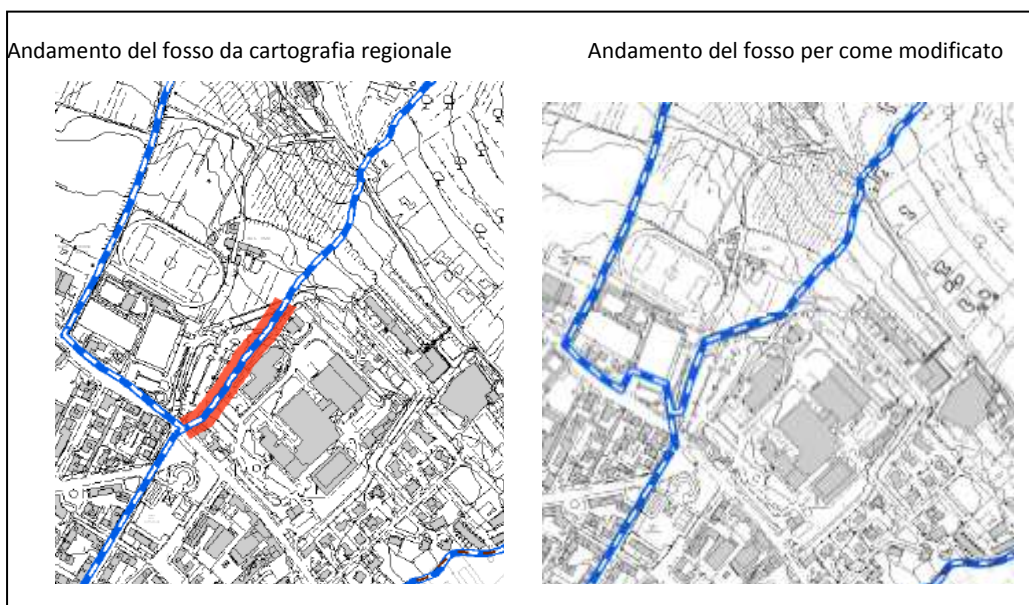 Andamento del fosso da cartografia regionale
Andamento del fosso per come modificato